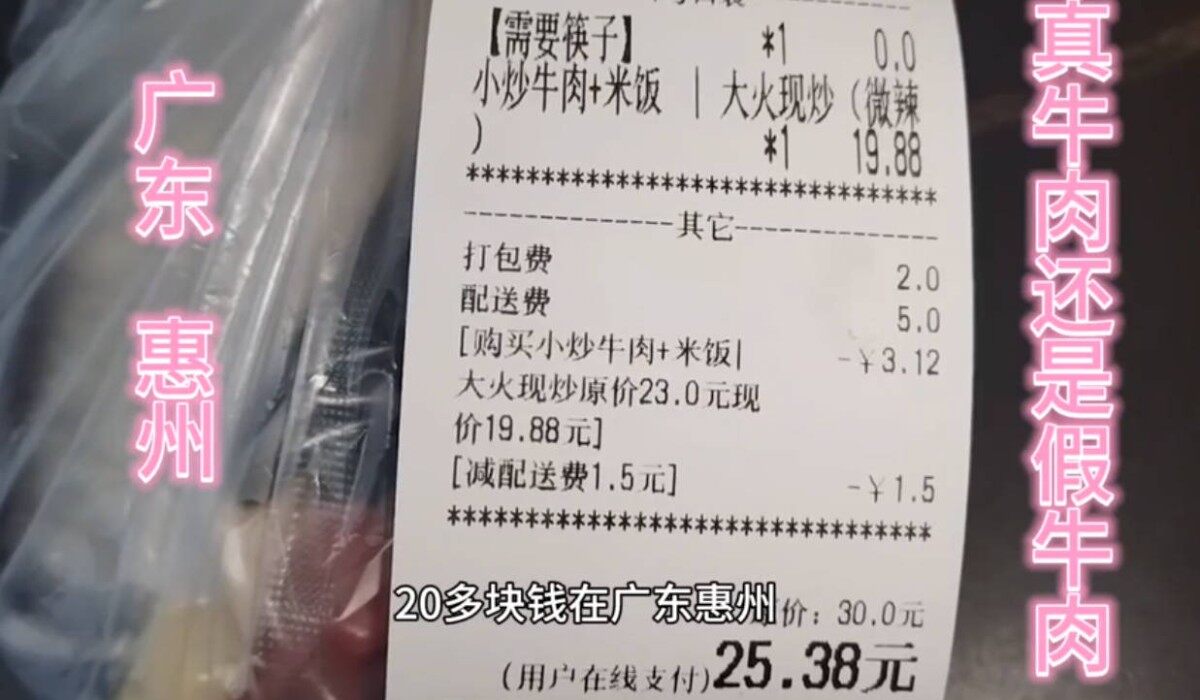 广东 惠州
真牛肉还是假牛肉
【需要筷子】 *1 0.0
小炒牛肉+米饭 | 大火现炒 (微辣
) *1 19.88
*******************************
---------------其它---------------
打包费 2.0
配送费 5.0
[购买小炒牛肉+米饭| -￥3.12
大火现炒原价23.0元现
价19.88元]
[减配送费1.5元] -￥1.5
*******************************
价: 30.0元
20多块钱在广东惠州
(用户在线支付)25.38元